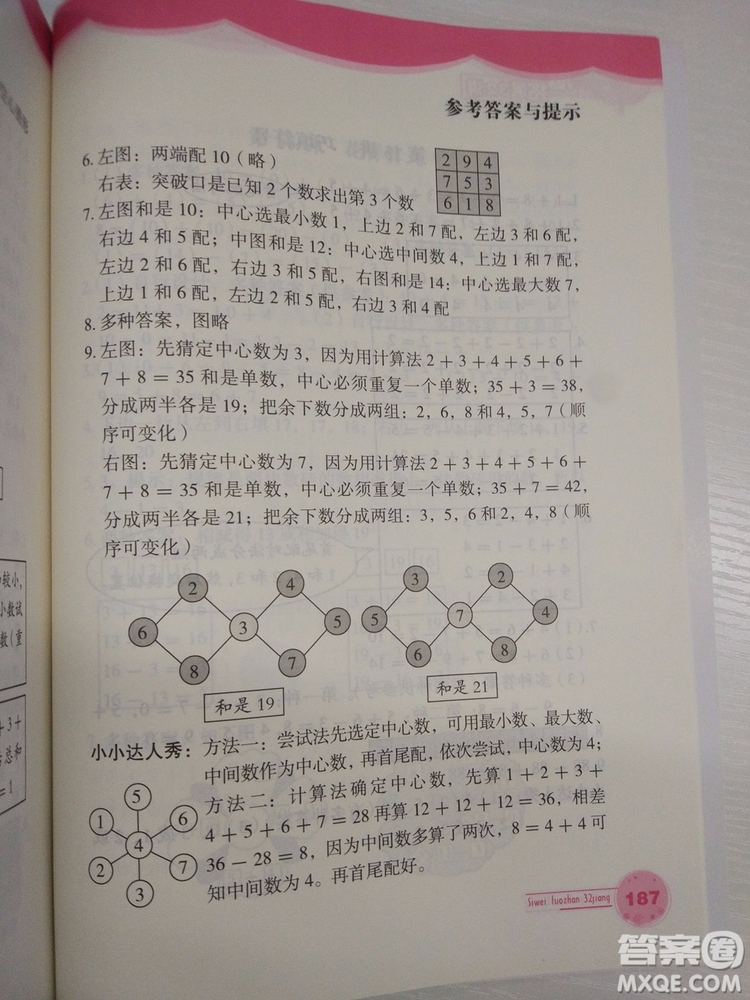 参考答案与提示
6. 左图：两端配 10（略）
右表：突破口是已知 2 个数求出第 3 个数
2 9 4
7 5 3
6 1 8
7. 左图和是 10：中心选最小数 1，上边 2 和 7 配，左边 3 和 6 配，
右边 4 和 5 配；中图和是 12：中心选中间数 4，上边 1 和 7 配，
左边 2 和 6 配，右边 3 和 5 配，右图和是 14：中心选最大数 7，
上边 1 和 6 配，左边 2 和 5 配，右边 3 和 4 配
8. 多种答案，图略
9. 左图：先猜定中心数为 3，因为用计算法 2 + 3 + 4 + 5 + 6 +
7 + 8 = 35 和是单数，中心必须重复一个单数；35 + 3 = 38，
分成两半各是 19；把余下数分成两组：2，6，8 和 4，5，7（顺
序可变化）
右图：先猜定中心数为 7，因为用计算法 2 + 3 + 4 + 5 + 6 +
7 + 8 = 35 和是单数，中心必须重复一个单数；35 + 7 = 42，
分成两半各是 21；把余下数分成两组：3，5，6 和 2，4，8（顺
序可变化）
2 4
6 3 5
8 7
和是 19
3 2
5 7 4
6 8
和是 21
小小达人秀：方法一：尝试法先选定中心数，可用最小数、最大数、
中间数作为中心数，再首尾配，依次尝试，中心数为 4；
方法二：计算法确定中心数，先算 1 + 2 + 3 +
4 + 5 + 6 + 7 = 28 再算 12 + 12 + 12 = 36，相差
36 − 28 = 8，因为中间数多算了两次，8 = 4 + 4 可
知中间数为 4。再首尾配好。
5
1 6
4
2 7
3
Siwei tuozhan 32jiang
187
答案圈
MXQE.COM